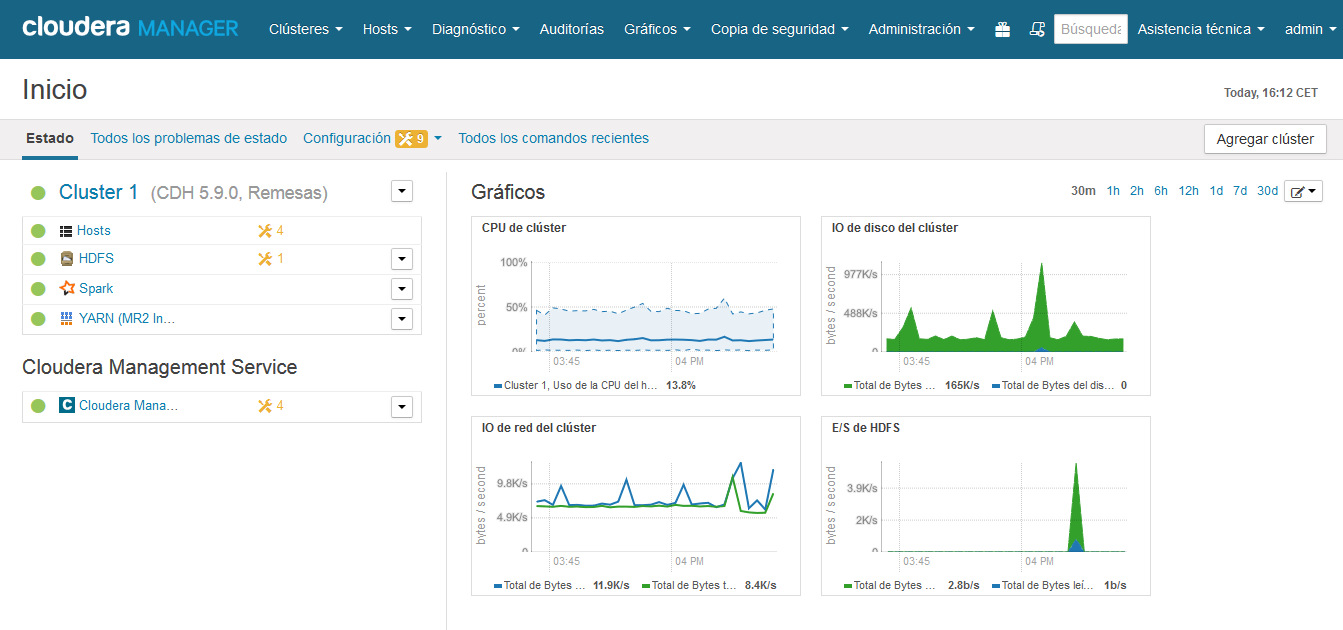 cloudera MANAGER Clústeres Hosts Diagnóstico Auditorías Gráficos Copia de seguridad Administración Búsqueda Asistencia técnica admin
Inicio
Today, 16:12 CET
Estado Todos los problemas de estado Configuración 9 Todos los comandos recientes Agregar clúster
Cluster 1 (CDH 5.9.0, Remesas)
Hosts 4
HDFS 1
Spark
YARN (MR2 In...
Cloudera Management Service
C Cloudera Mana... 4
Gráficos 30m 1h 2h 6h 12h 1d 7d 30d
CPU de clúster
percent
100%
50%
0%
03:45 04 PM
Cluster 1, Uso de la CPU del h... 13.8%
IO de disco del clúster
bytes / second
977K/s
488K/s
0
03:45 04 PM
Total de Bytes ... 165K/s Total de Bytes del dis... 0
IO de red del clúster
bytes / second
9.8K/s
4.9K/s
0
03:45 04 PM
Total de Bytes ... 11.9K/s Total de Bytes t... 8.4K/s
E/S de HDFS
bytes / second
3.9K/s
2K/s
0
03:45 04 PM
Total de Bytes ... 2.8b/s Total de Bytes leí... 1b/s